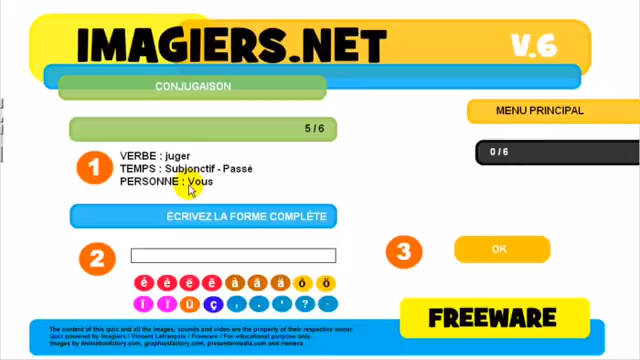 IMAGIERS.NET
V.6
CONJUGAISON
MENU PRINCIPAL
5 / 6
0 / 6
1
VERBE : juger
TEMPS : Subjonctif - Passé
PERSONNE : Vous
ÉCRIVEZ LA FORME COMPLÈTE
2
3
OK
FREEWARE
The content of this quiz and all the images, sounds and video are the property of their respective owner.
Quiz powered by Imagiers / Vincent Lefrançois / Freeware / For educational purpose only.
Images by Animationfactory.com, graphicsfactory.com, presentermedia.com and Hemera.